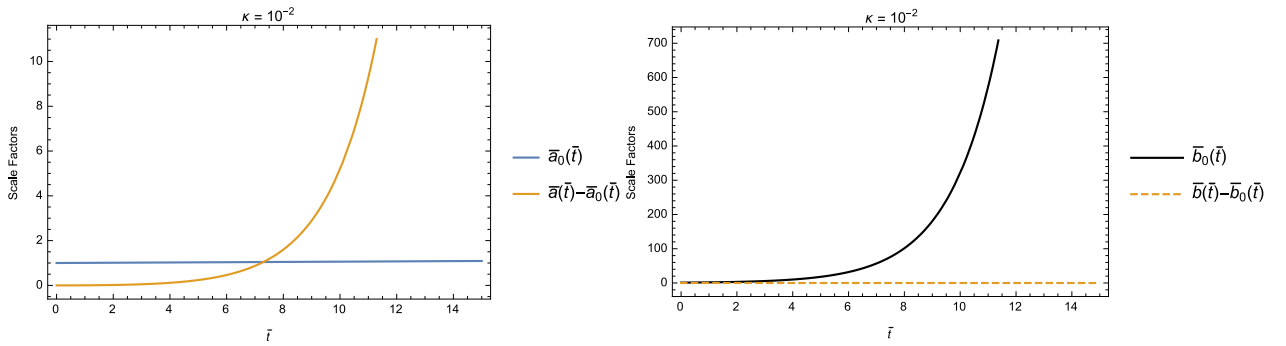 κ = 10⁻²
Scale Factors
10
8
6
4
2
0
0 2 4 6 8 10 12 14
t̄
ā₀(t̄)
ā(t̄)−ā₀(t̄)
κ = 10⁻²
Scale Factors
700
600
500
400
300
200
100
0
0 2 4 6 8 10 12 14
t̄
b̄₀(t̄)
b̄(t̄)−b̄₀(t̄)